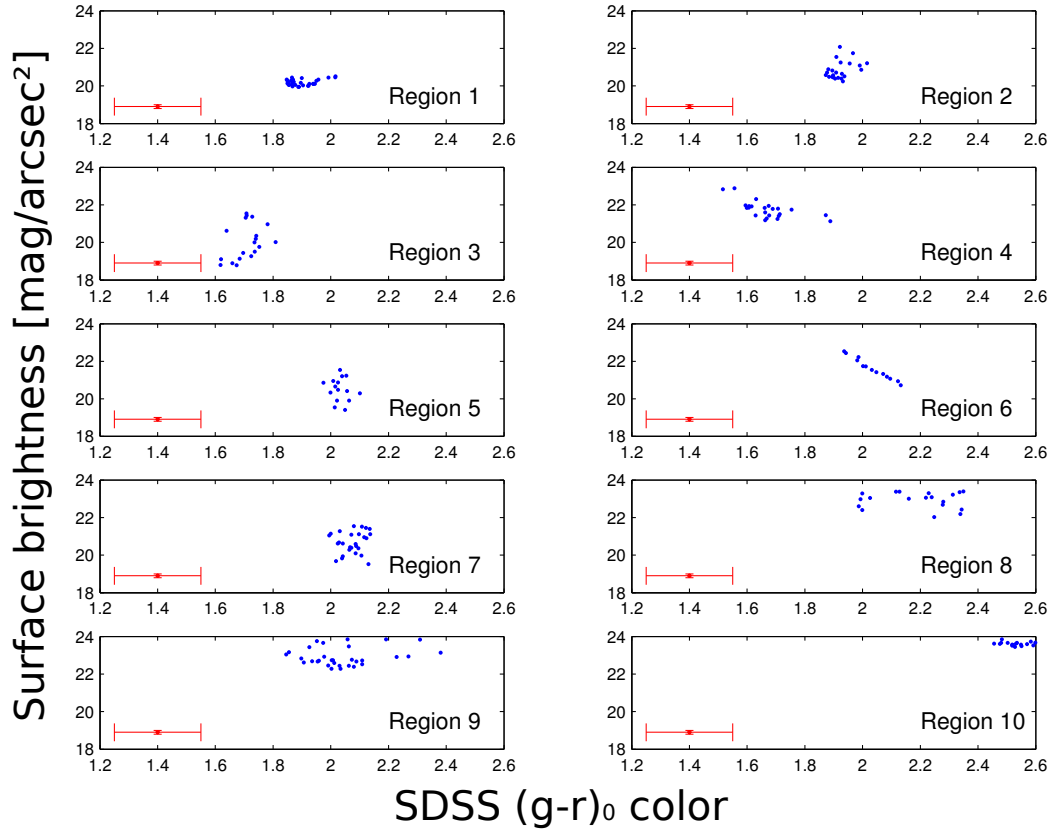 Surface brightness [mag/arcsec²]
24
22
20
18
1.2 1.4 1.6 1.8 2 2.2 2.4 2.6
Region 1
24
22
20
18
1.2 1.4 1.6 1.8 2 2.2 2.4 2.6
Region 2
24
22
20
18
1.2 1.4 1.6 1.8 2 2.2 2.4 2.6
Region 3
24
22
20
18
1.2 1.4 1.6 1.8 2 2.2 2.4 2.6
Region 4
24
22
20
18
1.2 1.4 1.6 1.8 2 2.2 2.4 2.6
Region 5
24
22
20
18
1.2 1.4 1.6 1.8 2 2.2 2.4 2.6
Region 6
24
22
20
18
1.2 1.4 1.6 1.8 2 2.2 2.4 2.6
Region 7
24
22
20
18
1.2 1.4 1.6 1.8 2 2.2 2.4 2.6
Region 8
24
22
20
18
1.2 1.4 1.6 1.8 2 2.2 2.4 2.6
Region 9
24
22
20
18
1.2 1.4 1.6 1.8 2 2.2 2.4 2.6
Region 10
SDSS (g-r)₀ color